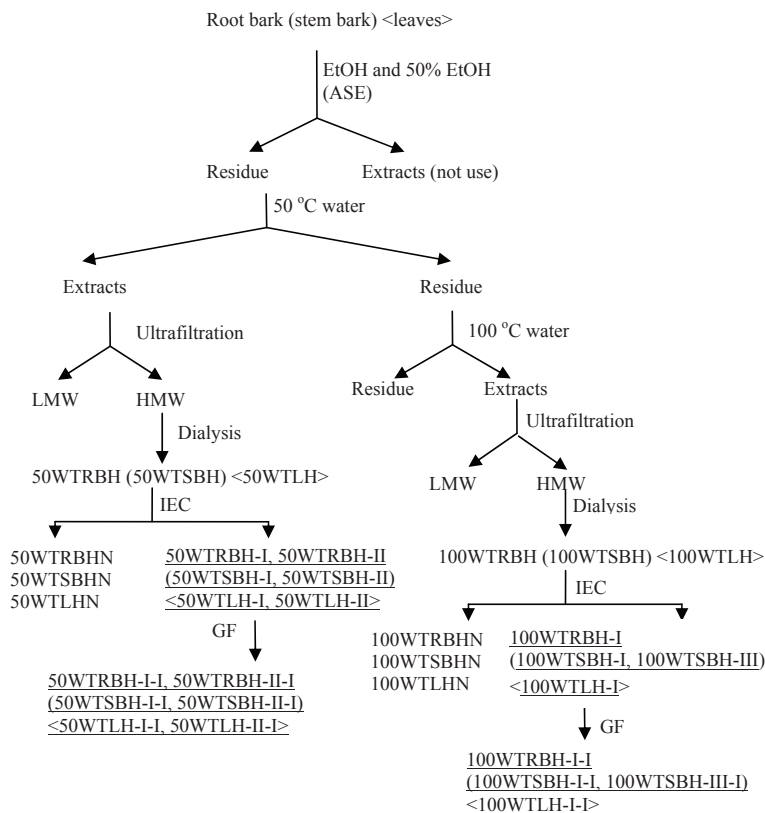 Root bark (stem bark) <leaves>
EtOH and 50% EtOH
(ASE)
Residue
Extracts (not use)
50 °C water
Extracts
Residue
Ultrafiltration
100 °C water
LMW
HMW
Residue
Extracts
Dialysis
Ultrafiltration
50WTRBH (50WTSBH) <50WTLH>
LMW
HMW
IEC
Dialysis
50WTRBHN
50WTSBHN
50WTLHN
50WTRBH-I, 50WTRBH-II
(50WTSBH-I, 50WTSBH-II)
<50WTLH-I, 50WTLH-II>
100WTRBH (100WTSBH) <100WTLH>
IEC
GF
100WTRBHN
100WTSBHN
100WTLHN
100WTRBH-I
(100WTSBH-I, 100WTSBH-III)
<100WTLH-I>
50WTRBH-I-I, 50WTRBH-II-I
(50WTSBH-I-I, 50WTSBH-II-I)
<50WTLH-I-I, 50WTLH-II-I>
GF
100WTRBH-I-I
(100WTSBH-I-I, 100WTSBH-III-I)
<100WTLH-I-I>